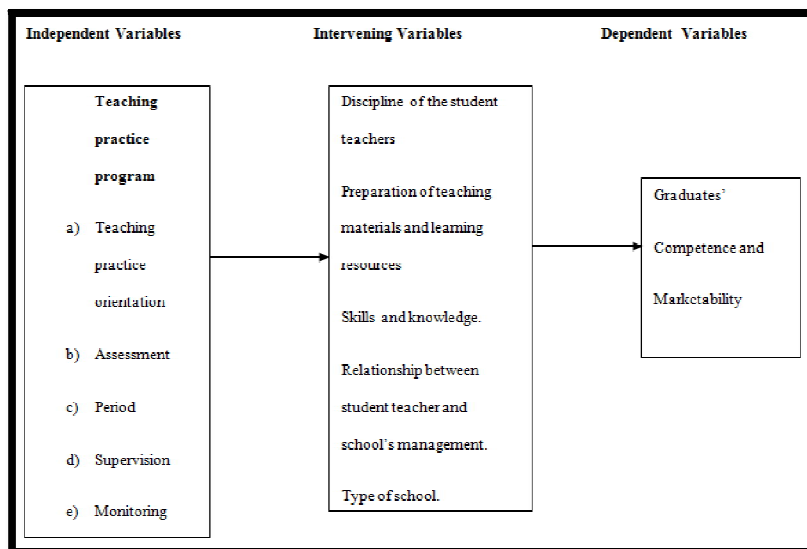 Independent Variables
Intervening Variables
Dependent Variables
Teaching
practice
program
a) Teaching
practice
orientation
b) Assessment
c) Period
d) Supervision
e) Monitoring
Discipline of the student
teachers
Preparation of teaching
materials and learning
resources
Skills and knowledge.
Relationship between
student teacher and
school's management.
Type of school.
Graduates'
Competence and
Marketability